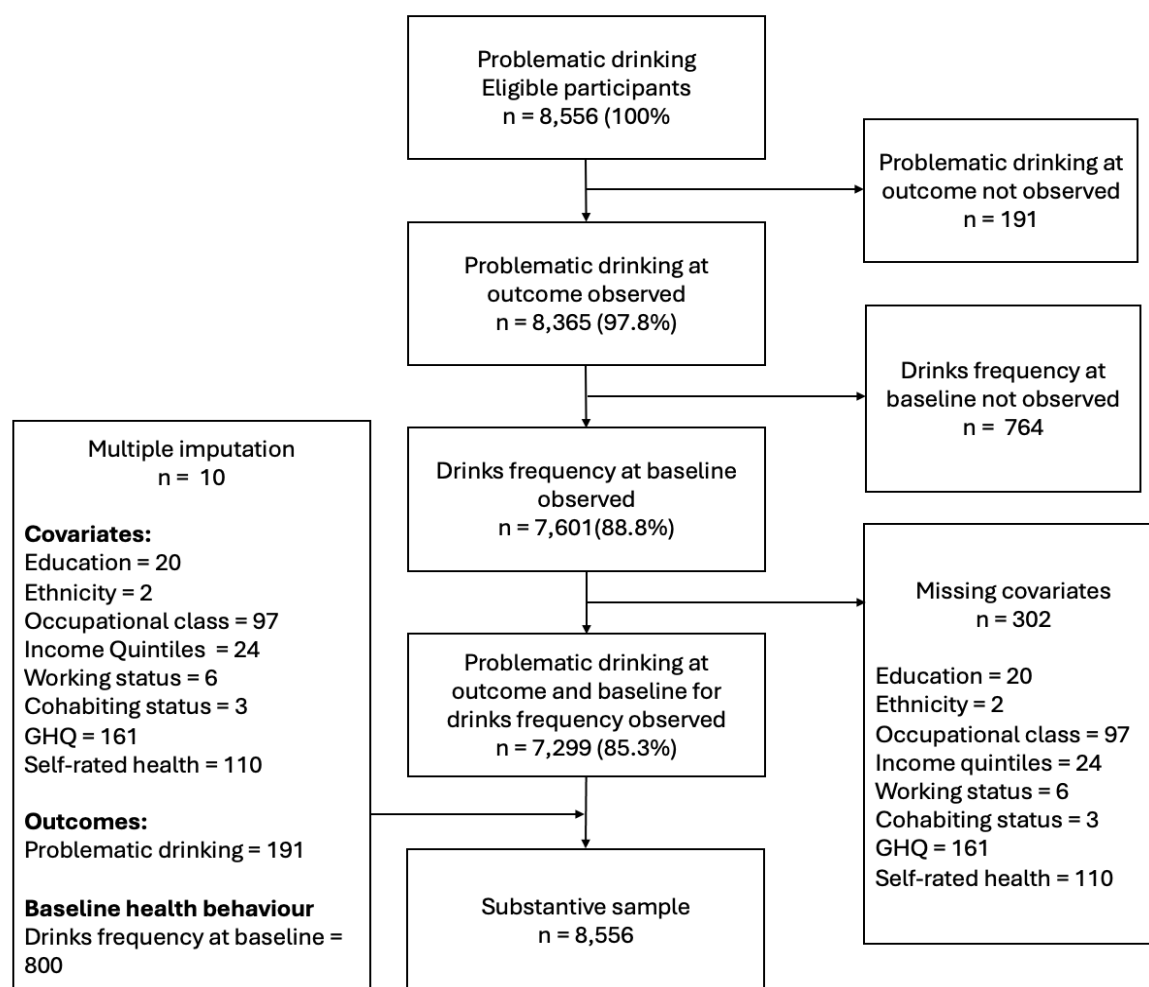 Problematic drinking
Eligible participants
n = 8,556 (100%
Problematic drinking at
outcome not observed
n = 191
Problematic drinking at
outcome observed
n = 8,365 (97.8%)
Drinks frequency at
baseline not observed
n =  764
Drinks frequency at baseline
observed
n = 7,601(88.8%)
Missing covariates
n = 302
Education = 20
Ethnicity = 2
Occupational class = 97
Income quintiles = 24
Working status = 6
Cohabiting status = 3
GHQ = 161
Self-rated health = 110
Problematic drinking at
outcome and baseline for
drinks frequency observed
n = 7,299 (85.3%)
Multiple imputation
n =  10
Covariates:
Education = 20
Ethnicity = 2
Occupational class = 97
Income Quintiles  = 24
Working status = 6
Cohabiting status = 3
GHQ = 161
Self-rated health = 110
Outcomes:
Problematic drinking = 191
Baseline health behaviour
Drinks frequency at baseline =
800
Substantive sample
n = 8,556